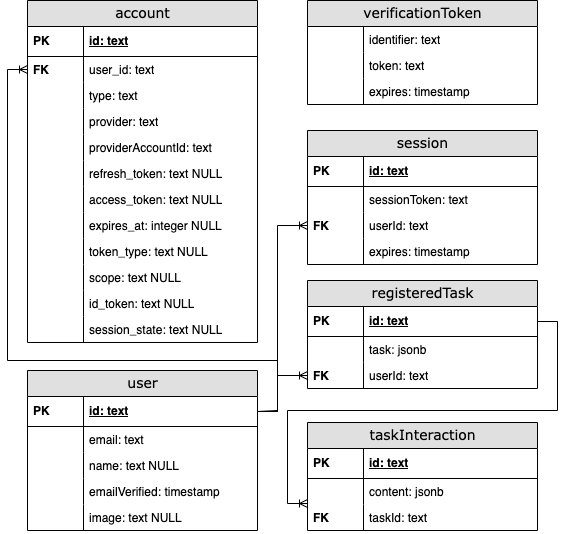 account
PK id: text
FK user_id: text
type: text
provider: text
providerAccountId: text
refresh_token: text NULL
access_token: text NULL
expires_at: integer NULL
token_type: text NULL
scope: text NULL
id_token: text NULL
session_state: text NULL
user
PK id: text
email: text
name: text NULL
emailVerified: timestamp
image: text NULL
verificationToken
identifier: text
token: text
expires: timestamp
session
PK id: text
sessionToken: text
FK userId: text
expires: timestamp
registeredTask
PK id: text
task: jsonb
FK userId: text
taskInteraction
PK id: text
content: jsonb
FK taskId: text